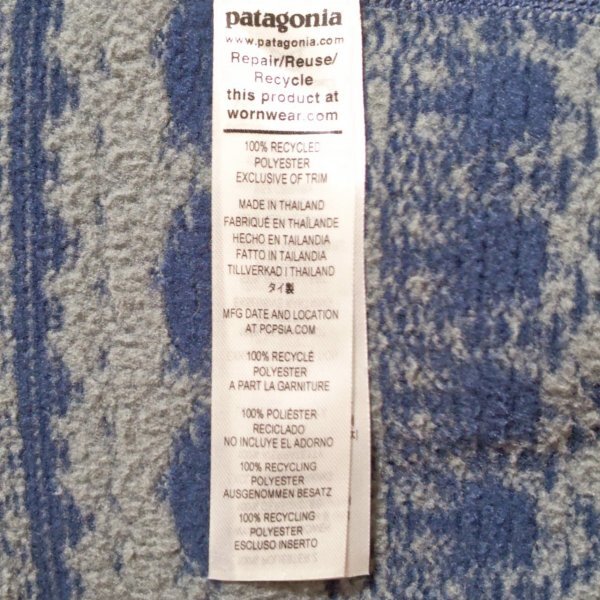 patagonia
www.patagonia.com
Repair/Reuse/
Recycle
this product at
wornwear.com
100% RECYCLED
POLYESTER
EXCLUSIVE OF TRIM
MADE IN THAILAND
FABRIQUÉ EN THAÏLANDE
HECHO EN TAILANDIA
FATTO IN TAILANDIA
TILLVERKAD I THAILAND
タイ製
MFG DATE AND LOCATION
AT PCPSIA.COM
100% RECYCLÉ
POLYESTER
A PART LA GARNITURE
100% POLIÉSTER
RECICLADO
NO INCLUYE EL ADORNO
100% RECYCLING
POLYESTER
AUSGENOMMEN BESATZ
100% RECYCLING
POLYESTER
ESCLUSO INSERTO